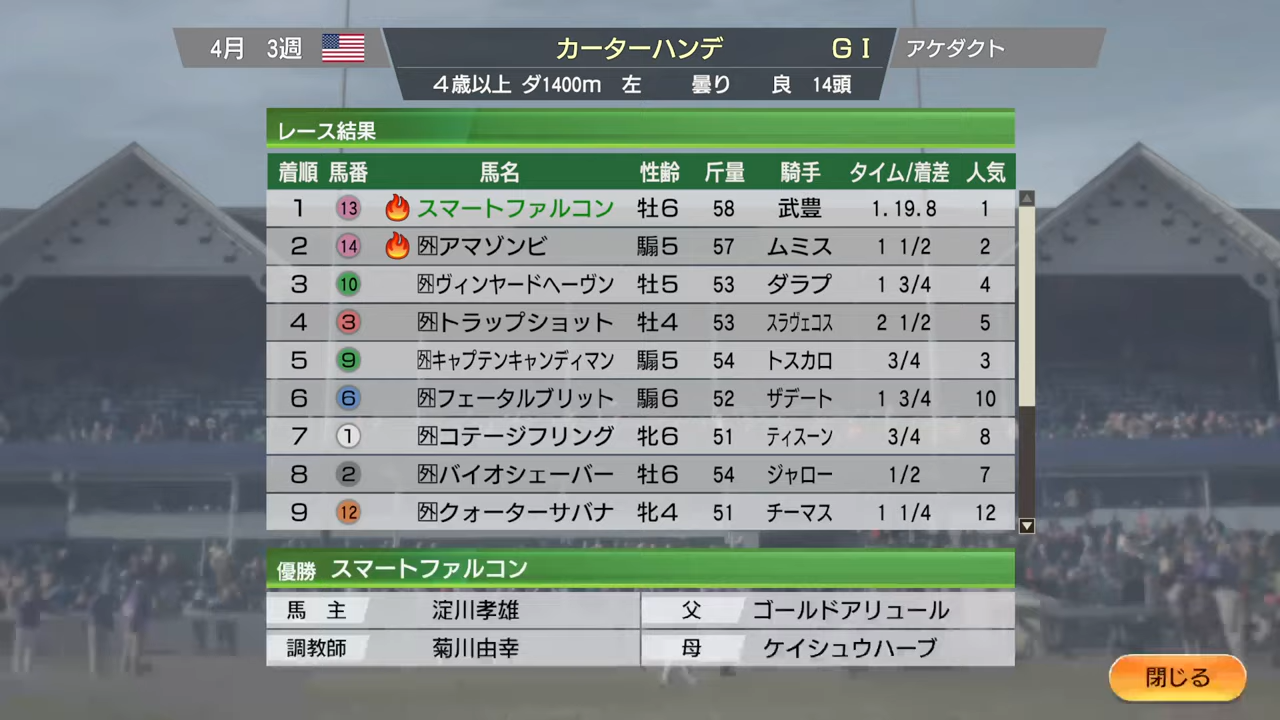 4月 3週 カーターハンデ GⅠ アケダクト
4歳以上 ダ1400m 左 曇り 良 14頭
レース結果
着順 馬番 馬名 性齢 斤量 騎手 タイム/着差 人気
1 13 スマートファルコン 牡6 58 武豊 1.19.8 1
2 14 外アマゾンビ 騸5 57 ムミス 1 1/2 2
3 10 外ヴィンヤードヘーヴン 牡5 53 ダラプ 1 3/4 4
4 3 外トラップショット 牡4 53 スラヴェコス 2 1/2 5
5 9 外キャプテンキャンディマン 騸5 54 トスカロ 3/4 3
6 6 外フェータルブリット 騸6 52 ザデート 1 3/4 10
7 1 外コテージフリング 牝6 51 ティスーン 3/4 8
8 2 外バイオシェーバー 牡6 54 ジャロー 1/2 7
9 12 外クォーターサバナ 牝4 51 チーマス 1 1/4 12
優勝 スマートファルコン
馬主 淀川孝雄 父 ゴールドアリュール
調教師 菊川由幸 母 ケイシュウハーブ
閉じる